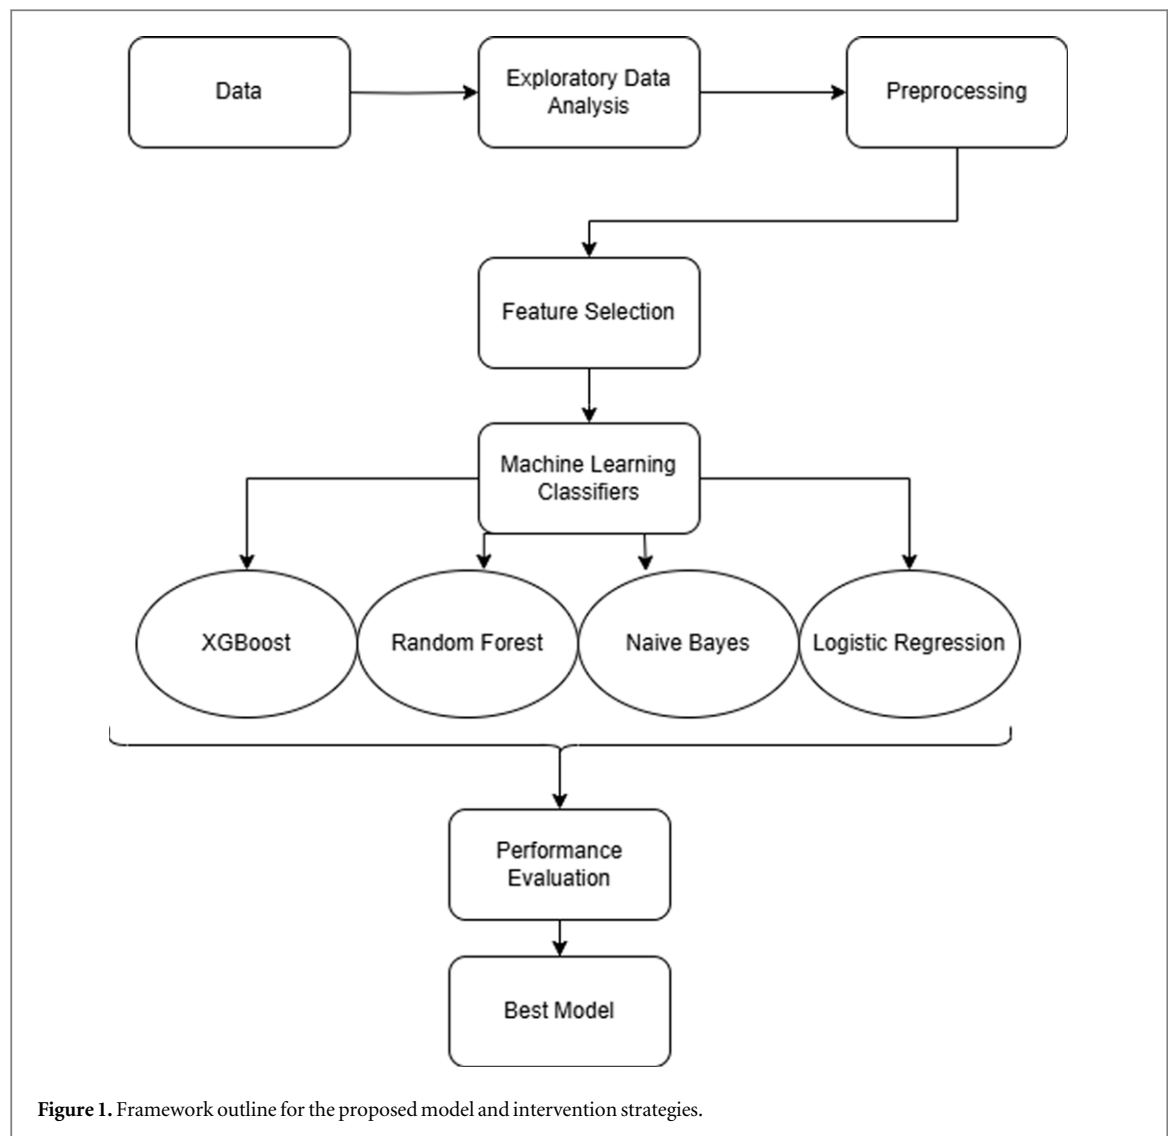 Data
Exploratory Data
Analysis
Preprocessing
Feature Selection
Machine Learning
Classifiers
XGBoost
Random Forest
Naive Bayes
Logistic Regression
Performance
Evaluation
Best Model
Figure 1. Framework outline for the proposed model and intervention strategies.